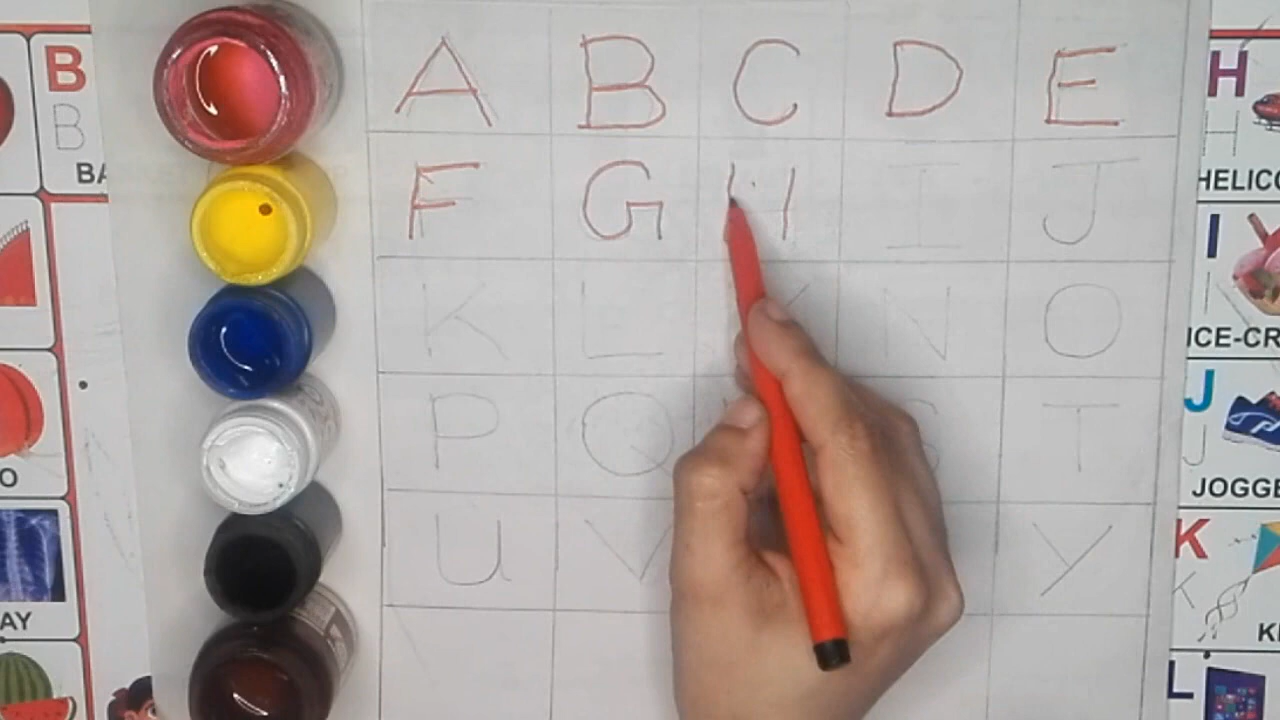 A B C D E
F G H I J
K L N O
P Q S T
U V Y
B
B
BA
O
AY
H
H
HELICO
I
I
ICE-CR
J
J
JOGGE
K
K
KI
L